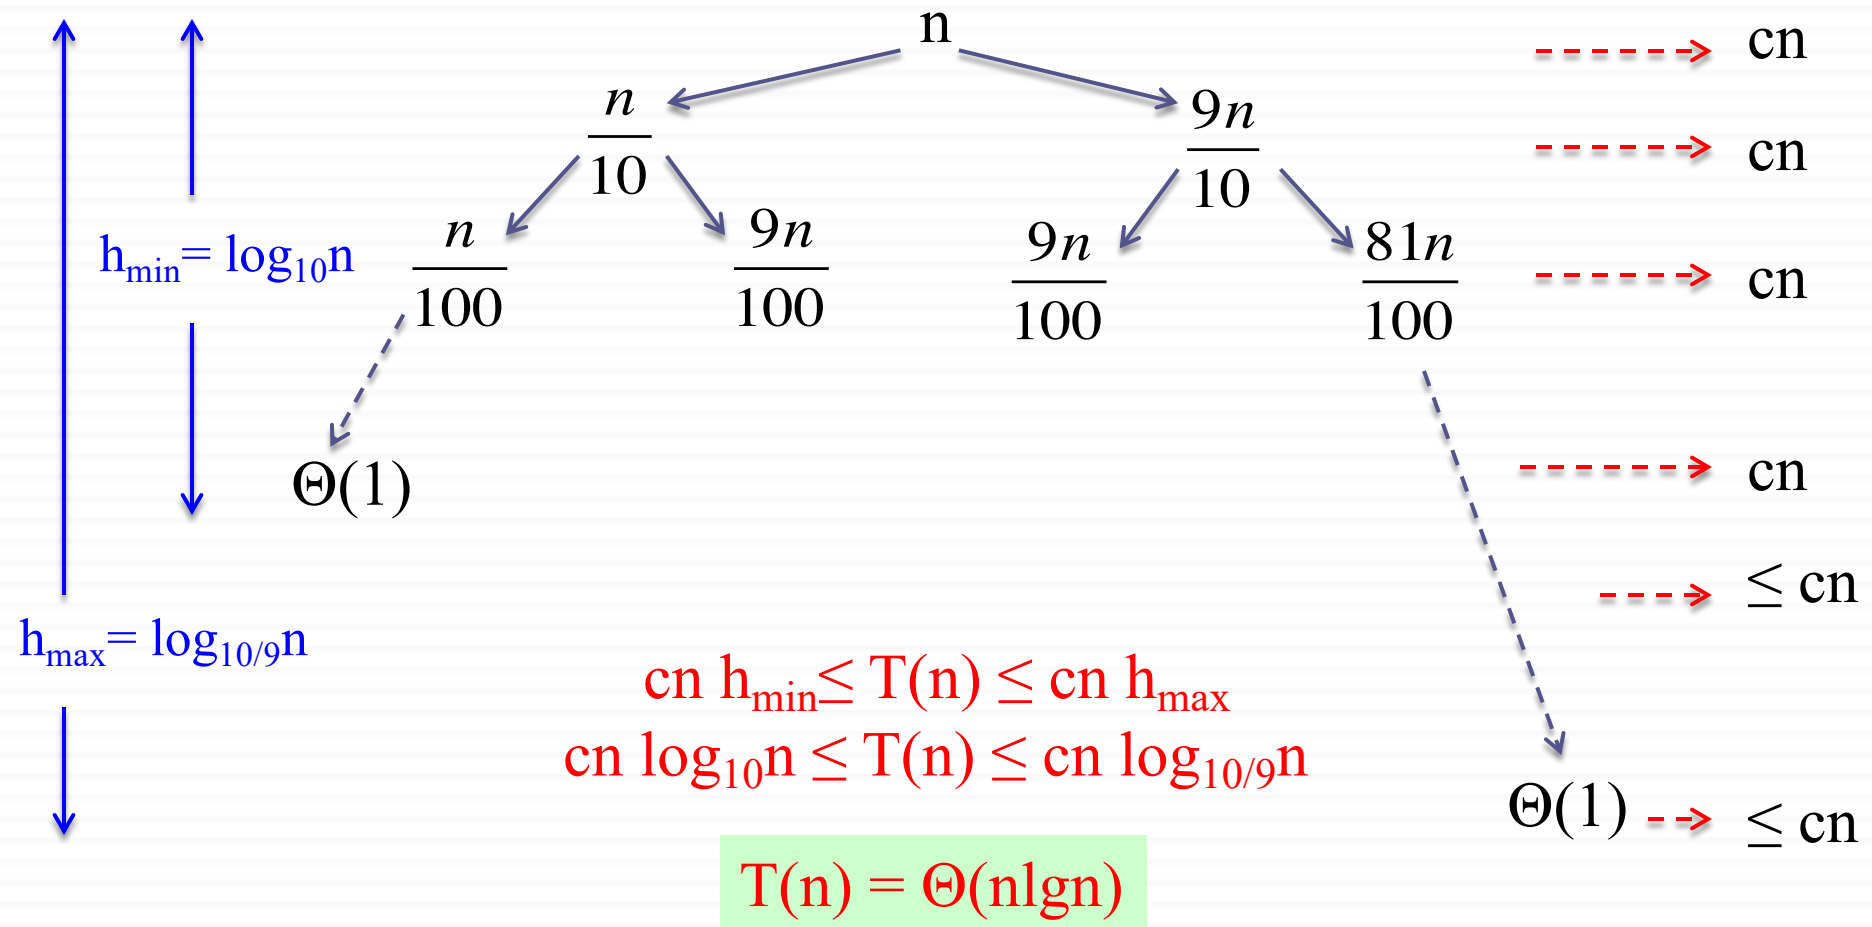 n cn
n/10 9n/10 cn
n/100 9n/100 9n/100 81n/100 cn
h_min= log_10 n
Θ(1) cn
≤ cn
h_max= log_10/9 n
cn h_min ≤ T(n) ≤ cn h_max
cn log_10 n ≤ T(n) ≤ cn log_10/9 n
Θ(1) ≤ cn
T(n) = Θ(nlgn)